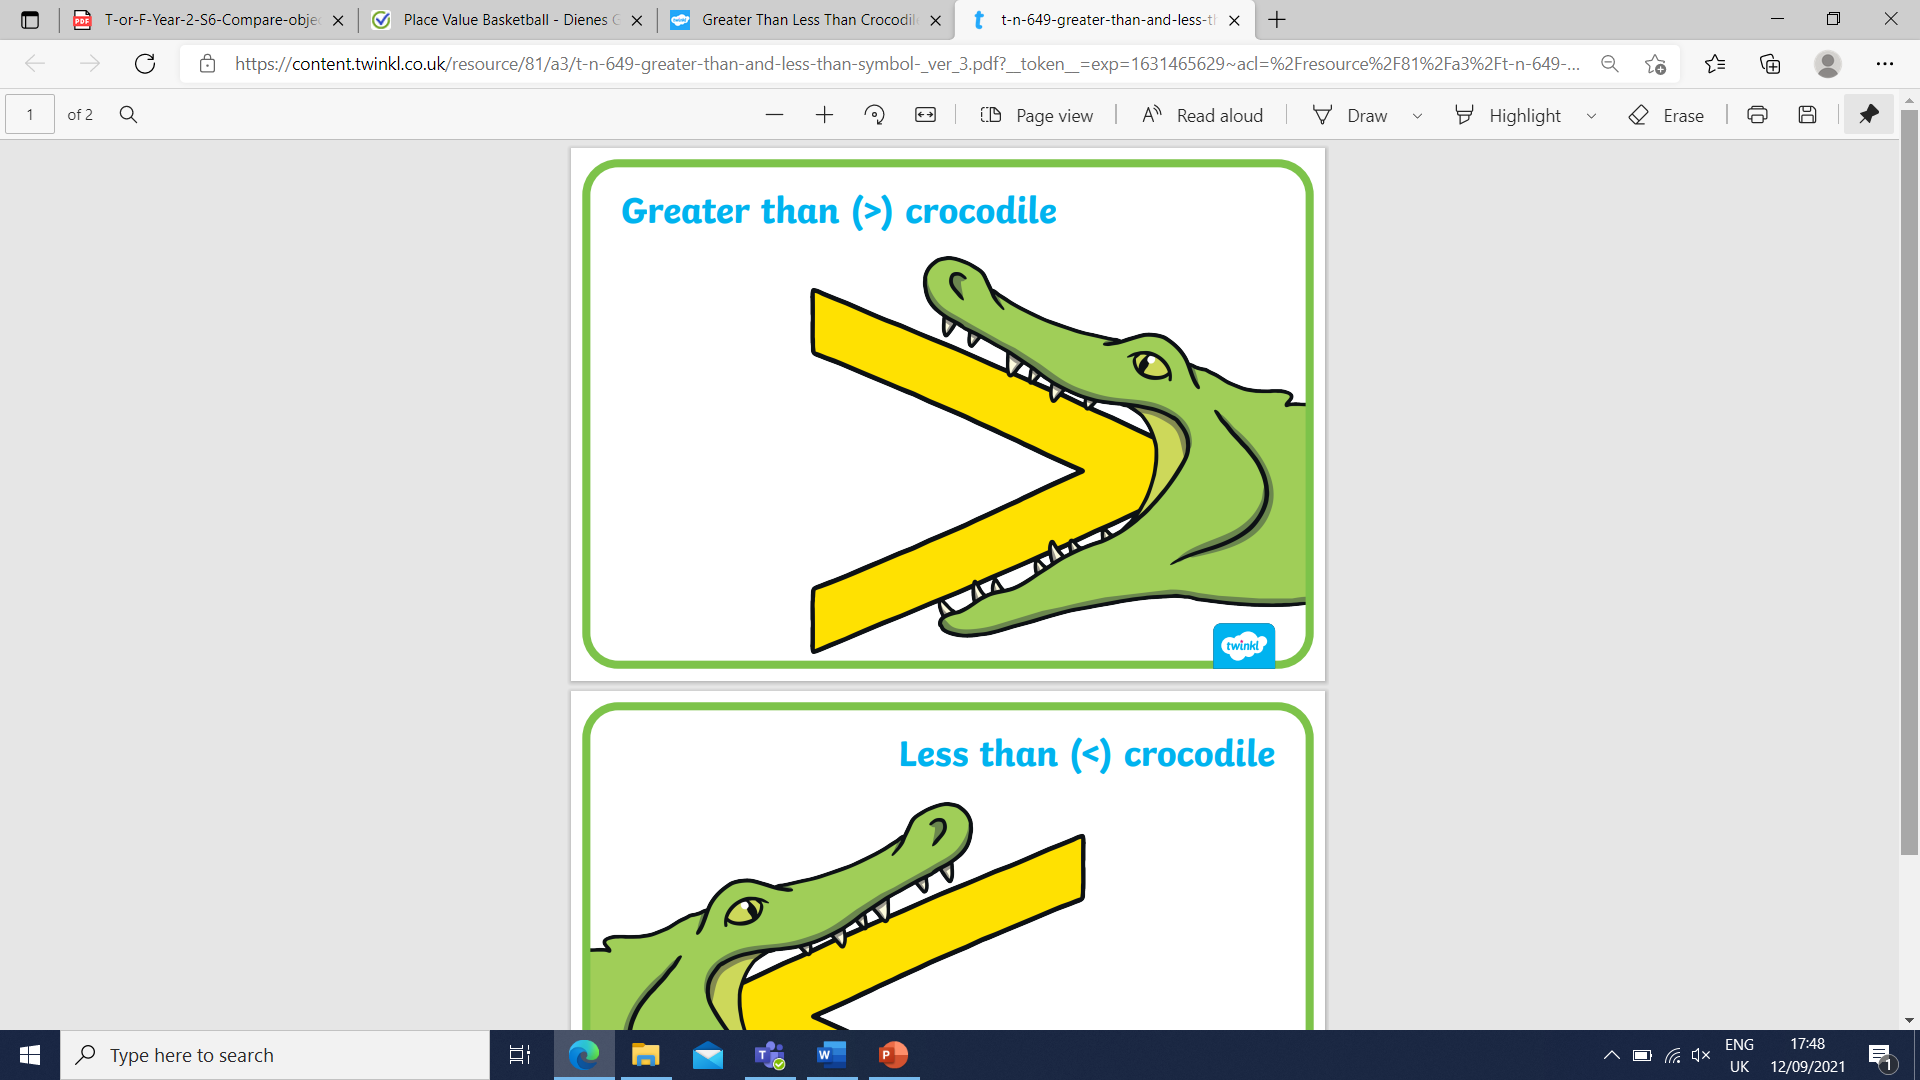 T-or-F-Year-2-S6-Compare-obje
Place Value Basketball - Dienes G
Greater Than Less Than Crocodil
t-n-649-greater-than-and-less-th
https://content.twinkl.co.uk/resource/81/a3/t-n-649-greater-than-and-less-than-symbol-_ver_3.pdf?__token__=exp=1631465629~acl=%2Fresource%2F81%2Fa3%2Ft-n-649-...
1 of 2
Page view
Read aloud
Draw
Highlight
Erase
Greater than (>) crocodile
twinkl
Less than (<) crocodile
Type here to search
ENG
UK
17:48
12/09/2021
1